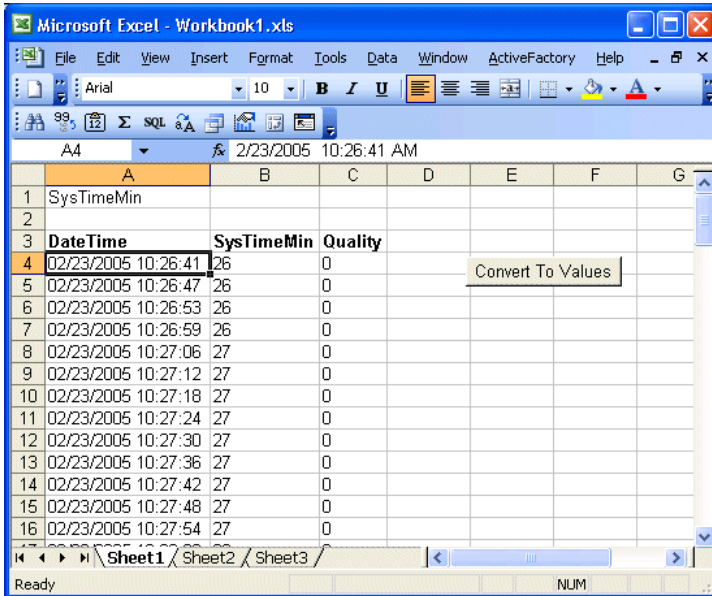 Microsoft Excel - Workbook1.xls
File Edit View Insert Format Tools Data Window ActiveFactory Help
Arial 10 B I U A
SQL
A4 fx 2/23/2005 10:26:41 AM
A B C D E F G
1 SysTimeMin
2
3 DateTime SysTimeMin Quality
4 02/23/2005 10:26:41 26 0 Convert To Values
5 02/23/2005 10:26:47 26 0
6 02/23/2005 10:26:53 26 0
7 02/23/2005 10:26:59 26 0
8 02/23/2005 10:27:06 27 0
9 02/23/2005 10:27:12 27 0
10 02/23/2005 10:27:18 27 0
11 02/23/2005 10:27:24 27 0
12 02/23/2005 10:27:30 27 0
13 02/23/2005 10:27:36 27 0
14 02/23/2005 10:27:42 27 0
15 02/23/2005 10:27:48 27 0
16 02/23/2005 10:27:54 27 0
Sheet1 Sheet2 Sheet3
Ready NUM